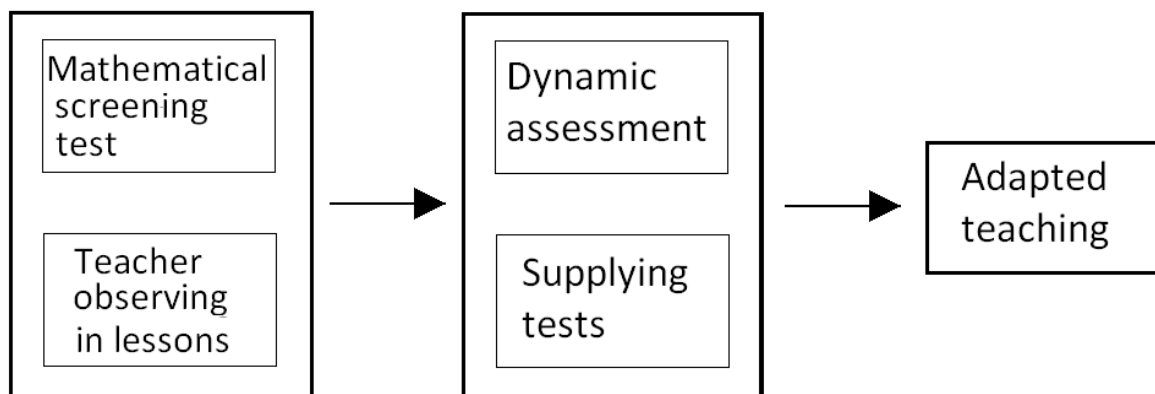 Mathematical
screening
test
Teacher
observing
in lessons
Dynamic
assessment
Supplying
tests
Adapted
teaching